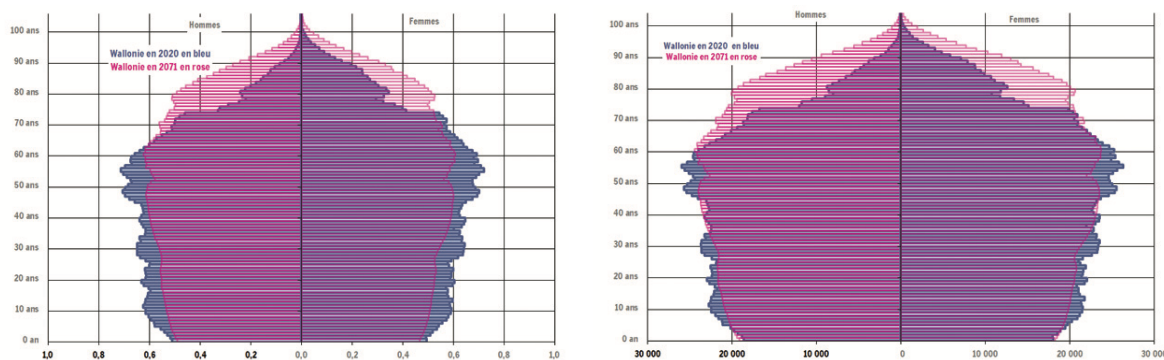 Hommes
Femmes
100 ans
Wallonie en 2020 en bleu
Wallonie en 2071 en rose
90 ans
80 ans
70 ans
60 ans
50 ans
40 ans
30 ans
20 ans
10 ans
0 an
1,0 0,8 0,6 0,4 0,2 0,0 0,2 0,4 0,6 0,8 1,0
Hommes
Femmes
100 ans
Wallonie en 2020 en bleu
Wallonie en 2071 en rose
90 ans
80 ans
70 ans
60 ans
50 ans
40 ans
30 ans
20 ans
10 ans
0 an
30 000 20 000 10 000 0 10 000 20 000 30 000